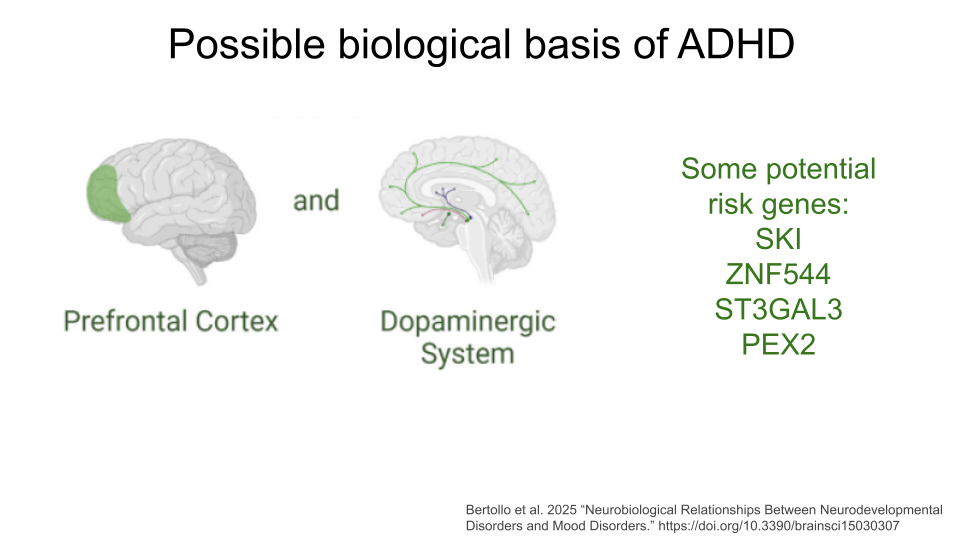 Possible biological basis of ADHD
and
Prefrontal Cortex
Dopaminergic
System
Some potential
risk genes:
SKI
ZNF544
ST3GAL3
PEX2
Bertollo et al. 2025 “Neurobiological Relationships Between Neurodevelopmental
Disorders and Mood Disorders.” https://doi.org/10.3390/brainsci15030307